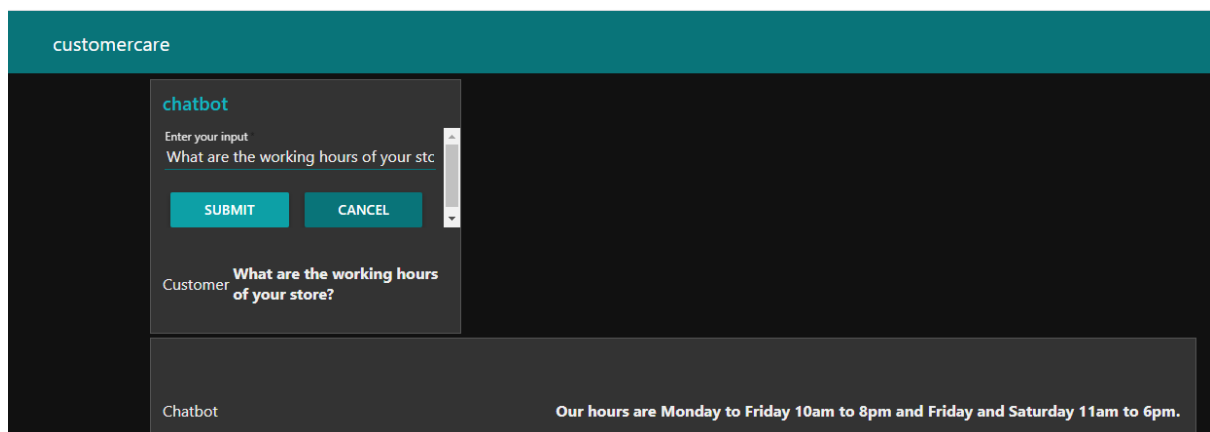 customercare
chatbot
Enter your input
What are the working hours of your stc
SUBMIT CANCEL
Customer What are the working hours
of your store?
Chatbot Our hours are Monday to Friday 10am to 8pm and Friday and Saturday 11am to 6pm.